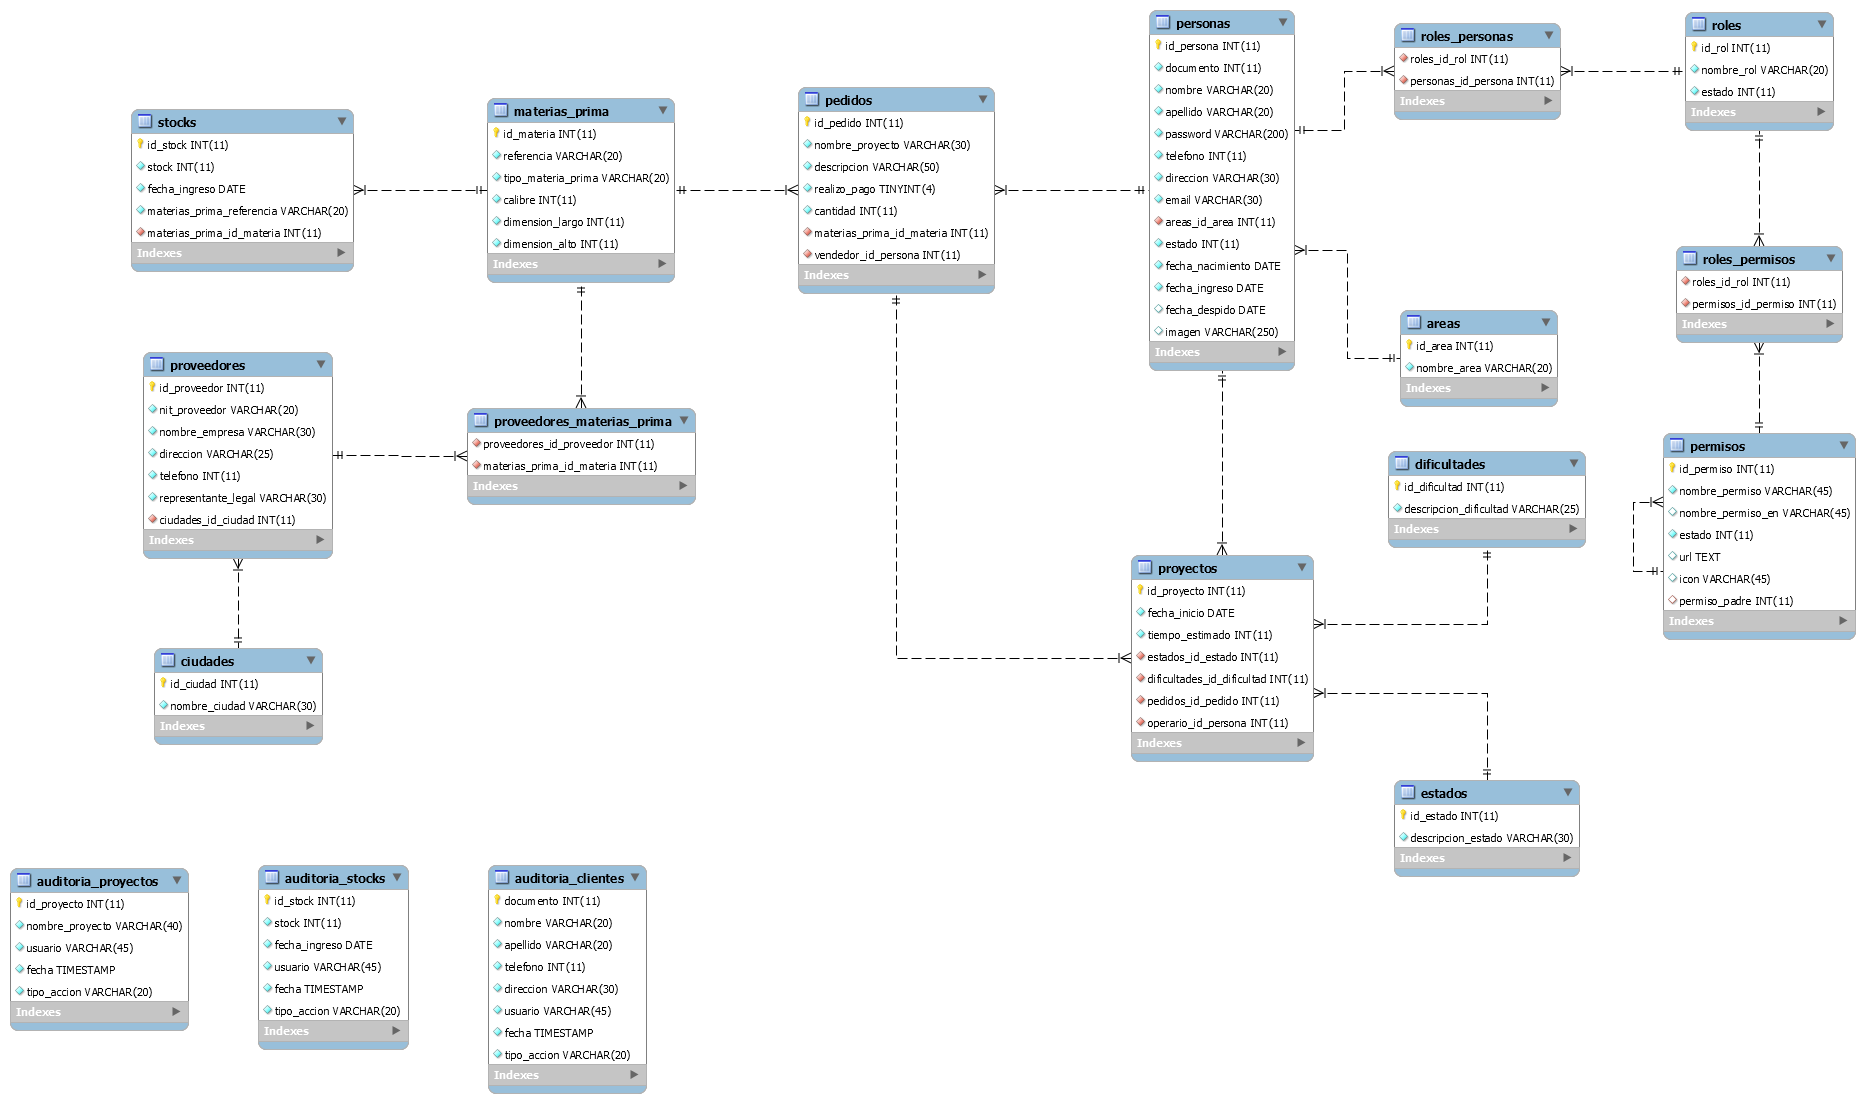 personas
id_persona INT(11)
documento INT(11)
nombre VARCHAR(20)
apellido VARCHAR(20)
password VARCHAR(200)
telefono INT(11)
direccion VARCHAR(30)
email VARCHAR(30)
areas_id_area INT(11)
estado INT(11)
fecha_nacimiento DATE
fecha_ingreso DATE
fecha_despido DATE
imagen VARCHAR(250)
Indexes
roles_personas
roles_id_rol INT(11)
personas_id_persona INT(11)
Indexes
roles
id_rol INT(11)
nombre_rol VARCHAR(20)
estado INT(11)
Indexes
stocks
id_stock INT(11)
stock INT(11)
fecha_ingreso DATE
materias_prima_referencia VARCHAR(20)
materias_prima_id_materia INT(11)
Indexes
materias_prima
id_materia INT(11)
referencia VARCHAR(20)
tipo_materia_prima VARCHAR(20)
calibre INT(11)
dimension_largo INT(11)
dimension_alto INT(11)
Indexes
pedidos
id_pedido INT(11)
nombre_proyecto VARCHAR(30)
descripcion VARCHAR(50)
realizo_pago TINYINT(4)
cantidad INT(11)
materias_prima_id_materia INT(11)
vendedor_id_persona INT(11)
Indexes
roles_permisos
roles_id_rol INT(11)
permisos_id_permiso INT(11)
Indexes
areas
id_area INT(11)
nombre_area VARCHAR(20)
Indexes
proveedores
id_proveedor INT(11)
nit_proveedor VARCHAR(20)
nombre_empresa VARCHAR(30)
direccion VARCHAR(25)
telefono INT(11)
representante_legal VARCHAR(30)
ciudades_id_ciudad INT(11)
Indexes
proveedores_materias_prima
proveedores_id_proveedor INT(11)
materias_prima_id_materia INT(11)
Indexes
dificultades
id_dificultad INT(11)
descripcion_dificultad VARCHAR(25)
Indexes
permisos
id_permiso INT(11)
nombre_permiso VARCHAR(45)
nombre_permiso_en VARCHAR(45)
estado INT(11)
url TEXT
icon VARCHAR(45)
permiso_padre INT(11)
Indexes
proyectos
id_proyecto INT(11)
fecha_inicio DATE
tiempo_estimado INT(11)
estados_id_estado INT(11)
dificultades_id_dificultad INT(11)
pedidos_id_pedido INT(11)
operario_id_persona INT(11)
Indexes
ciudades
id_ciudad INT(11)
nombre_ciudad VARCHAR(30)
Indexes
estados
id_estado INT(11)
descripcion_estado VARCHAR(30)
Indexes
auditoria_proyectos
id_proyecto INT(11)
nombre_proyecto VARCHAR(40)
usuario VARCHAR(45)
fecha TIMESTAMP
tipo_accion VARCHAR(20)
Indexes
auditoria_stocks
id_stock INT(11)
stock INT(11)
fecha_ingreso DATE
usuario VARCHAR(45)
fecha TIMESTAMP
tipo_accion VARCHAR(20)
Indexes
auditoria_clientes
documento INT(11)
nombre VARCHAR(20)
apellido VARCHAR(20)
telefono INT(11)
direccion VARCHAR(30)
usuario VARCHAR(45)
fecha TIMESTAMP
tipo_accion VARCHAR(20)
Indexes